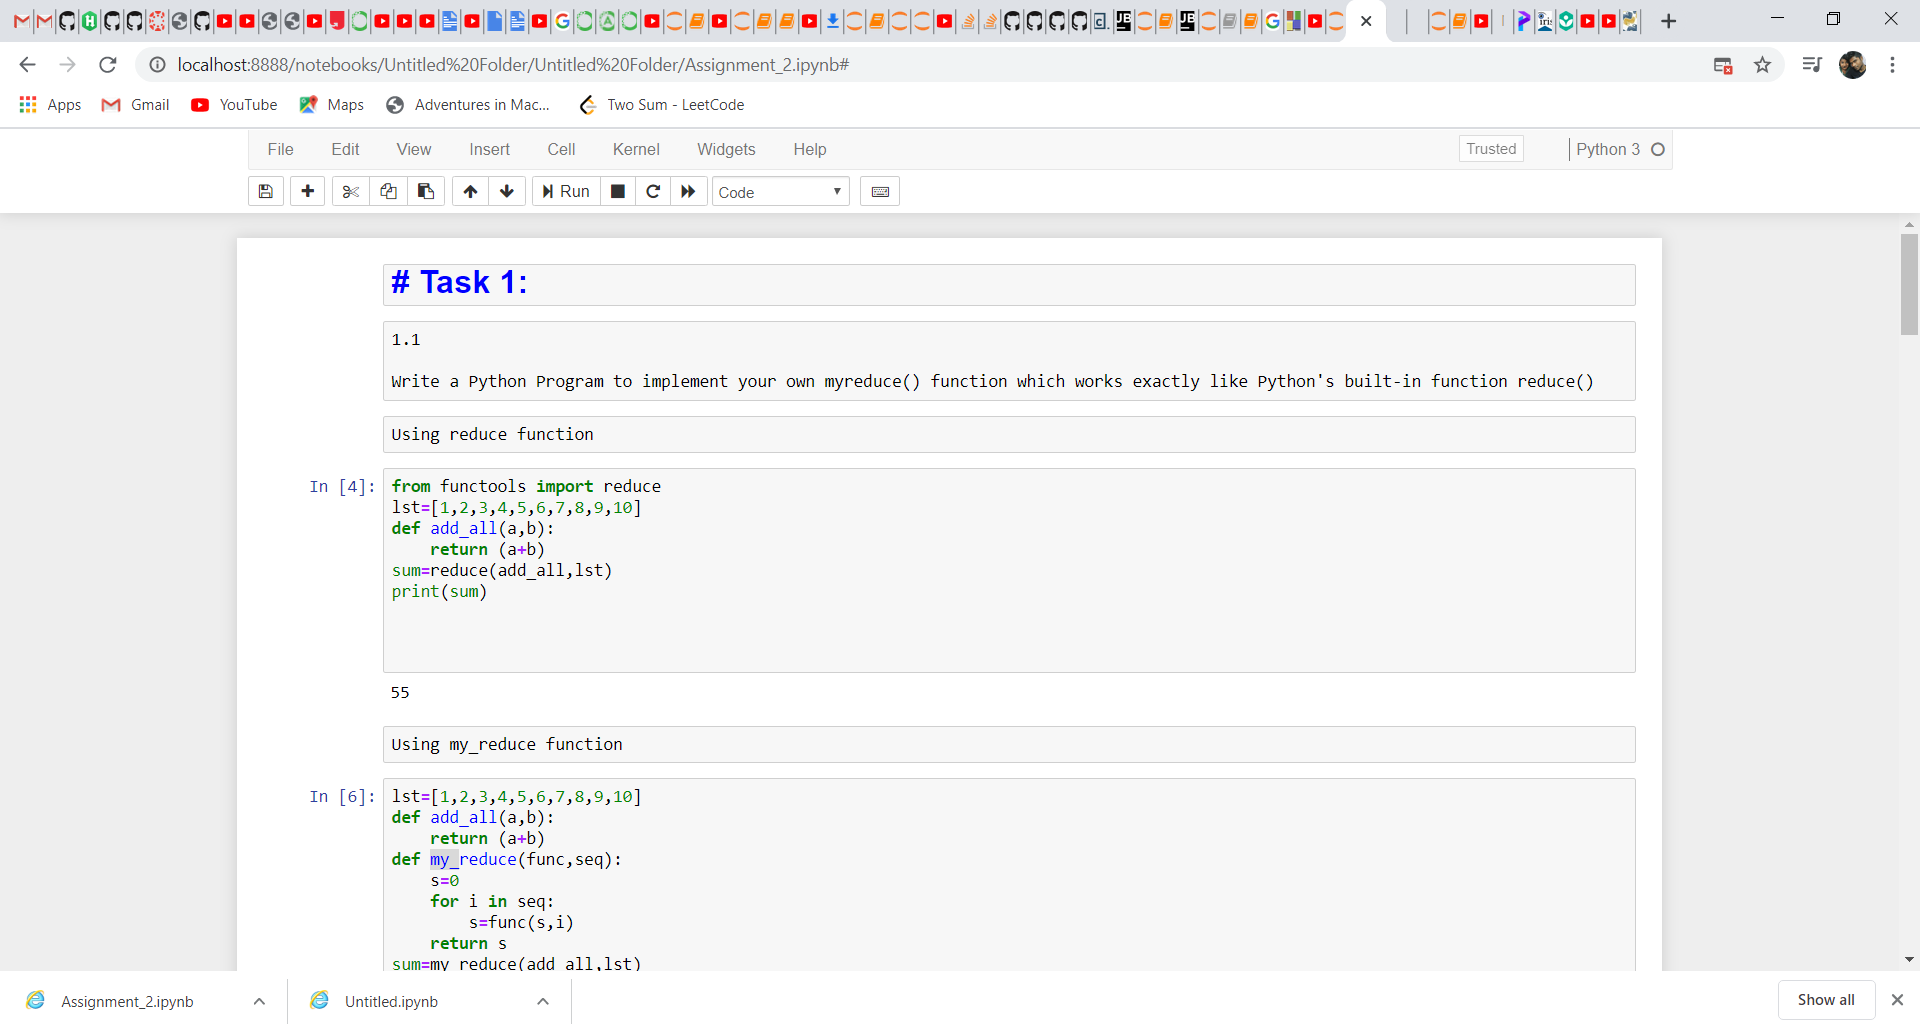 localhost:8888/notebooks/Untitled%20Folder/Untitled%20Folder/Assignment_2.ipynb#
Apps Gmail YouTube Maps Adventures in Mac... Two Sum - LeetCode
File Edit View Insert Cell Kernel Widgets Help Trusted Python 3
Run Code
# Task 1:
1.1
Write a Python Program to implement your own myreduce() function which works exactly like Python's built-in function reduce()
Using reduce function
In [4]: from functools import reduce
lst=[1,2,3,4,5,6,7,8,9,10]
def add_all(a,b):
    return (a+b)
sum=reduce(add_all,lst)
print(sum)
55
Using my_reduce function
In [6]: lst=[1,2,3,4,5,6,7,8,9,10]
def add_all(a,b):
    return (a+b)
def my_reduce(func,seq):
    s=0
    for i in seq:
        s=func(s,i)
    return s
sum=my_reduce(add_all,lst)
Assignment_2.ipynb Untitled.ipynb Show all